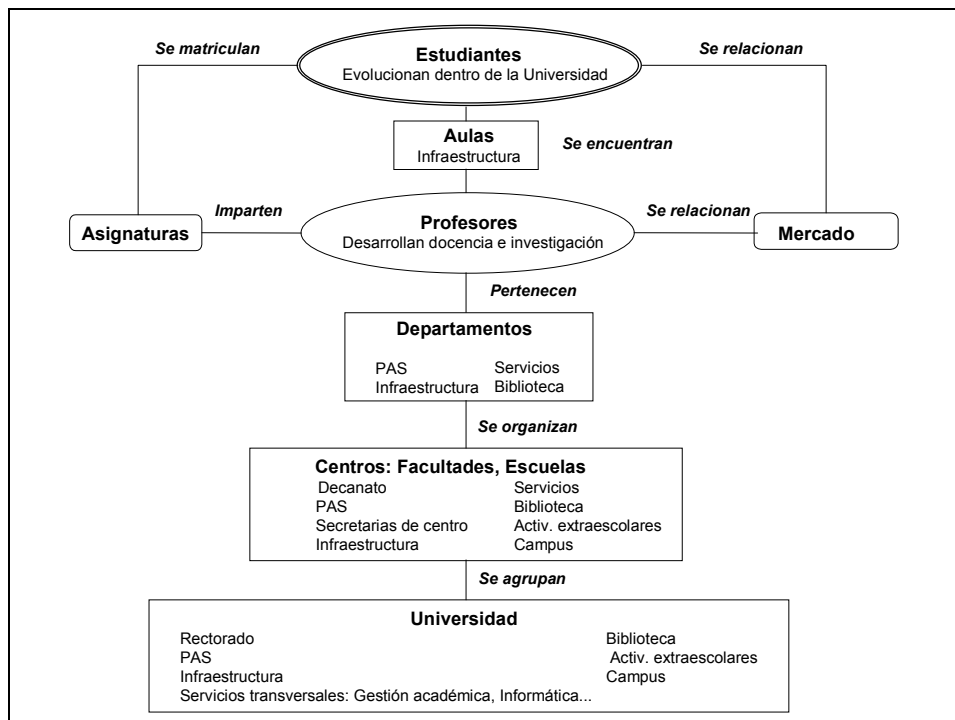 Se matriculan
Estudiantes
Evolucionan dentro de la Universidad
Se relacionan
Aulas
Infraestructura
Se encuentran
Asignaturas
Imparten
Profesores
Desarrollan docencia e investigación
Se relacionan
Mercado
Pertenecen
Departamentos
PAS Servicios
Infraestructura Biblioteca
Se organizan
Centros: Facultades, Escuelas
Decanato Servicios
PAS Biblioteca
Secretarias de centro Activ. extraescolares
Infraestructura Campus
Se agrupan
Universidad
Rectorado Biblioteca
PAS Activ. extraescolares
Infraestructura Campus
Servicios transversales: Gestión académica, Informática...